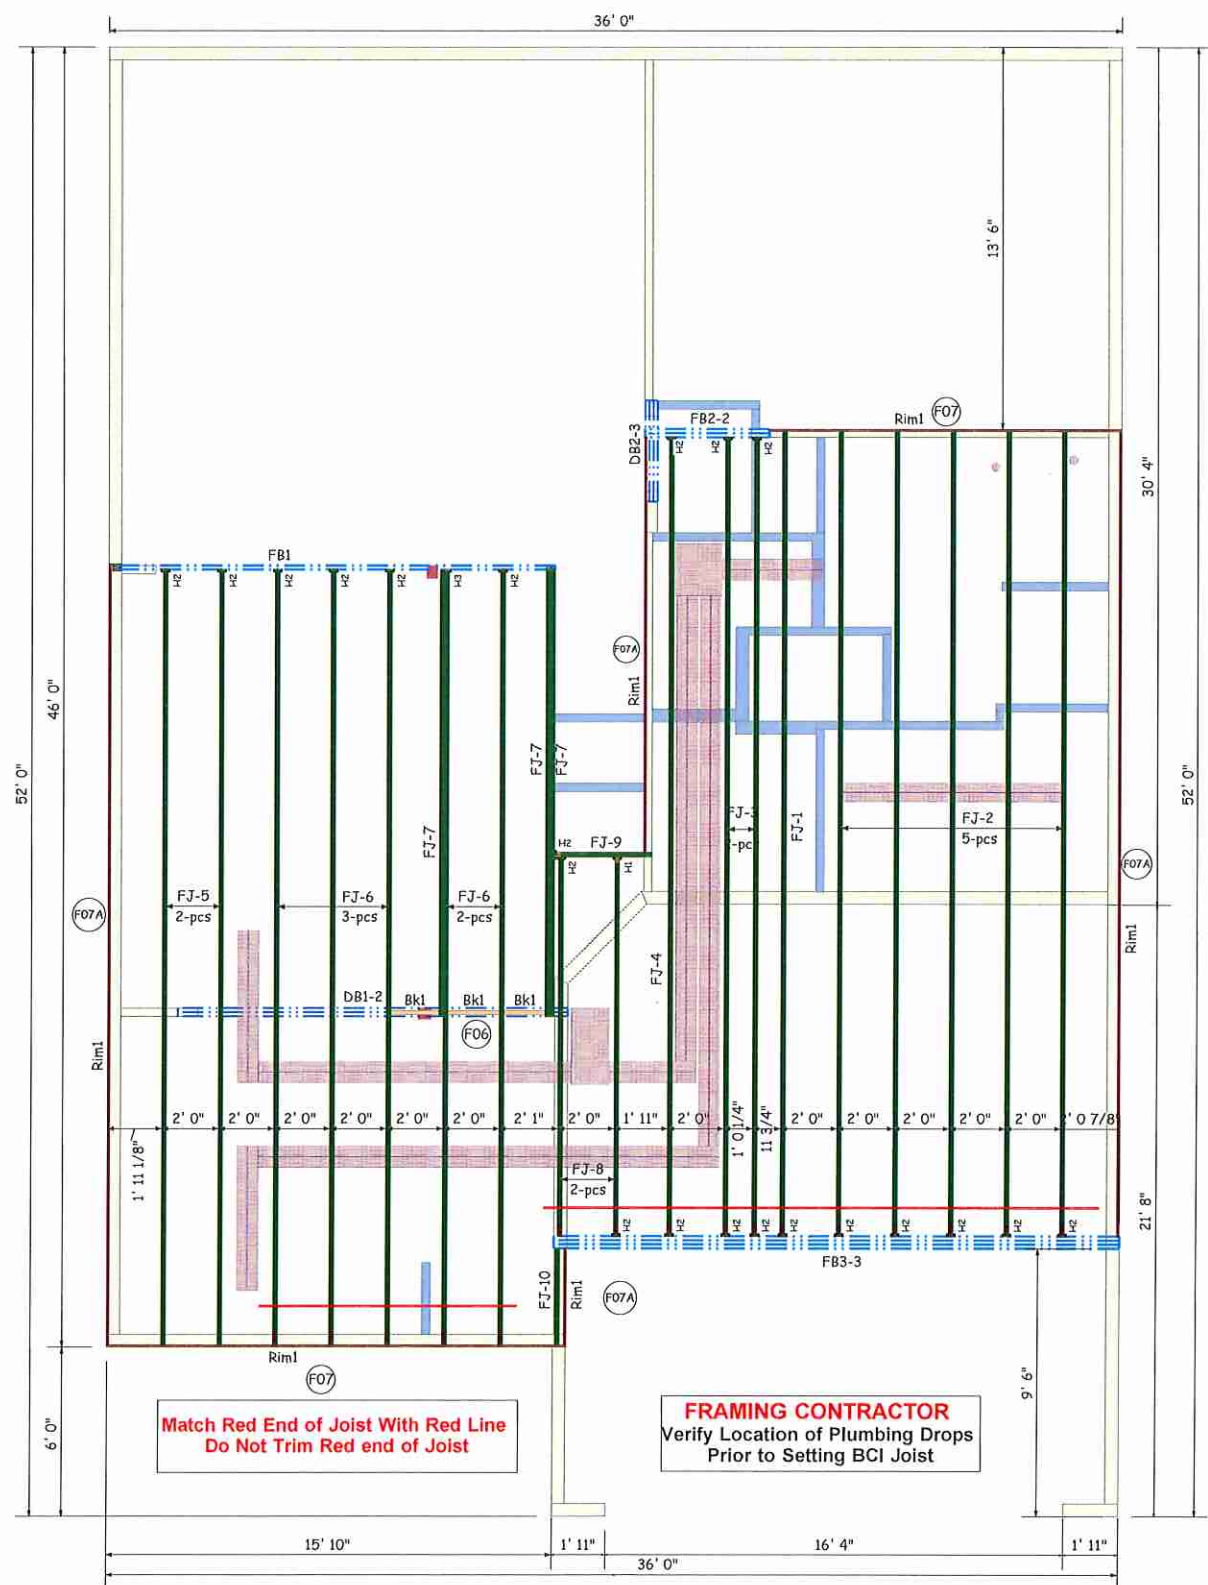 36' 0"
13' 6"
30' 4"
46' 0"
52' 0"
52' 0"
DB2-3
FB2-2
Rim1
F07
H2
H2
H2
FB1
H2
H2
H2
H2
H2
H3
H2
F07A
Rim1
FJ-7
FJ-7
FJ-7
H2
FJ-9
H2
H1
FJ-1
FJ-2
5-pcs
F07A
F07A
FJ-5
2-pcs
FJ-6
3-pcs
FJ-6
2-pcs
FJ-4
Rim1
DB1-2
Bk1
Bk1
Bk1
F06
Rim1
1' 11 1/8"
2' 0"
2' 0"
2' 0"
2' 0"
2' 0"
2' 0"
2' 1"
2' 0"
1' 11"
2' 0"
1' 0 1/4"
11 3/4"
2' 0"
2' 0"
2' 0"
2' 0"
2' 0"
' 0 7/8"
FJ-8
2-pcs
21' 8"
H2
H2
H2
H2
H2
H2
H2
H2
H2
H2
FB3-3
FJ-10
Rim1
F07A
Rim1
F07
9' 6"
6' 0"
Match Red End of Joist With Red Line
Do Not Trim Red end of Joist
FRAMING CONTRACTOR
Verify Location of Plumbing Drops
Prior to Setting BCI Joist
15' 10"
1' 11"
16' 4"
1' 11"
36' 0"